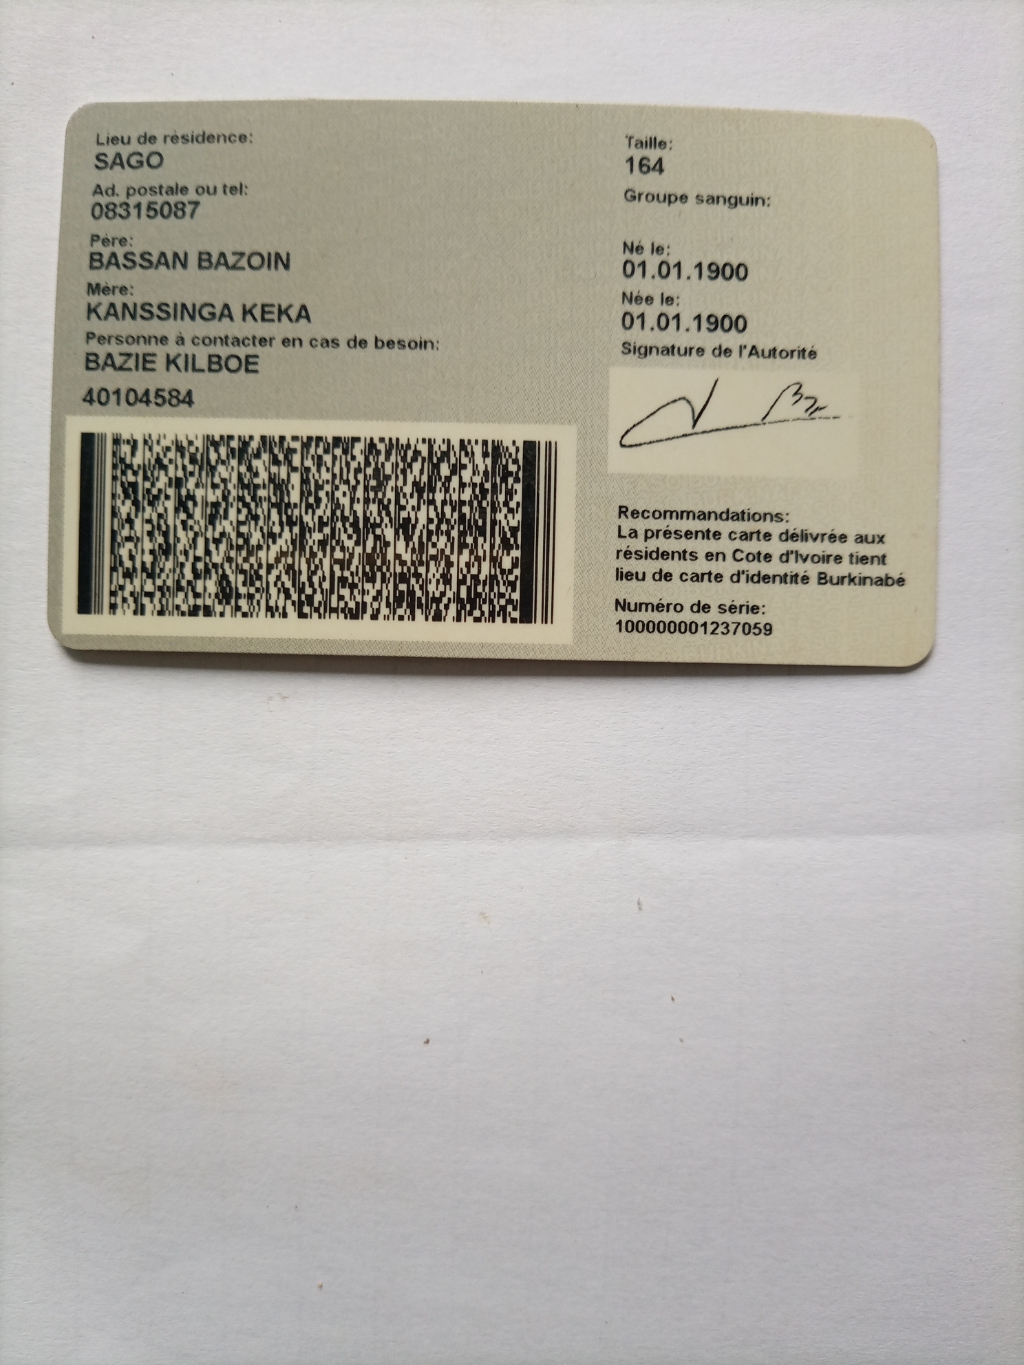 Lieu de résidence:
SAGO
Ad. postale ou tel:
08315087
Père:
BASSAN BAZOIN
Mère:
KANSSINGA KEKA
Personne à contacter en cas de besoin:
BAZIE KILBOE
40104584
Taille:
164
Groupe sanguin:
Né le:
01.01.1900
Née le:
01.01.1900
Signature de l'Autorité
Recommandations:
La présente carte délivrée aux
résidents en Cote d'Ivoire tient
lieu de carte d'identité Burkinabé
Numéro de série:
100000001237059